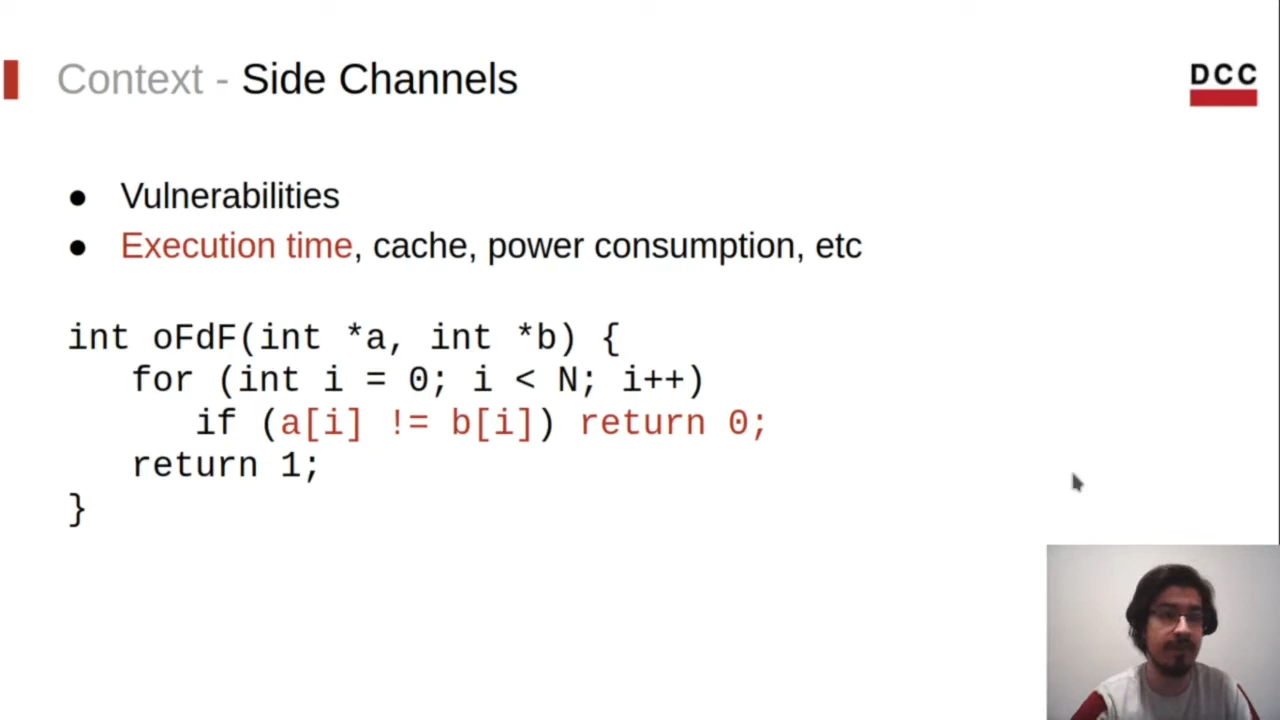 Context - Side Channels
DCC
● Vulnerabilities
● Execution time, cache, power consumption, etc
int oFdF(int *a, int *b) {
for (int i = 0; i < N; i++)
if (a[i] != b[i]) return 0;
return 1;
}